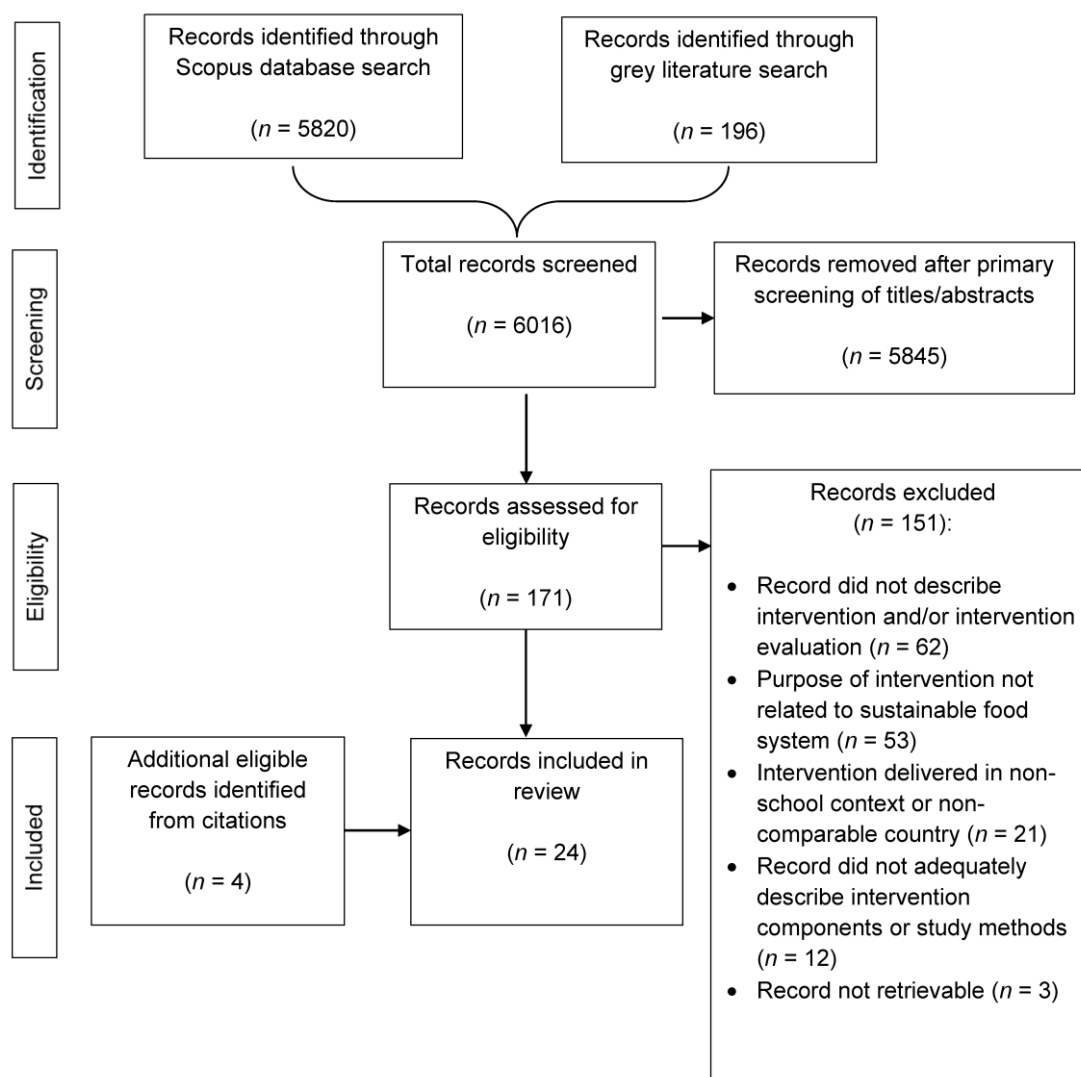 Identification
Records identified through
Scopus database search
(n = 5820)
Records identified through
grey literature search
(n = 196)
Screening
Total records screened
(n = 6016)
Records removed after primary
screening of titles/abstracts
(n = 5845)
Eligibility
Records assessed for
eligibility
(n = 171)
Records excluded
(n = 151):
• Record did not describe
intervention and/or intervention
evaluation (n = 62)
• Purpose of intervention not
related to sustainable food
system (n = 53)
• Intervention delivered in non-
school context or non-
comparable country (n = 21)
• Record did not adequately
describe intervention
components or study methods
(n = 12)
• Record not retrievable (n = 3)
Included
Additional eligible
records identified
from citations
(n = 4)
Records included in
review
(n = 24)